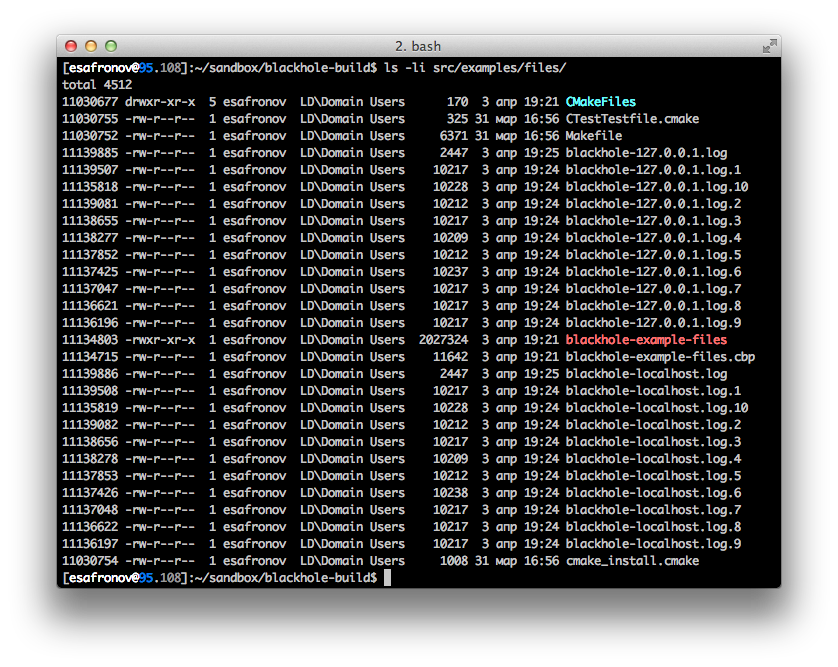 2. bash
[esafronov@95.108]:~/sandbox/blackhole-build$ ls -li src/examples/files/
total 4512
11030677 drwxr-xr-x  5 esafronov  LD\Domain Users      170  3 апр 19:21 CMakeFiles
11030755 -rw-r--r--  1 esafronov  LD\Domain Users      325 31 мар 16:56 CTestTestfile.cmake
11030752 -rw-r--r--  1 esafronov  LD\Domain Users     6371 31 мар 16:56 Makefile
11139885 -rw-r--r--  1 esafronov  LD\Domain Users     2447  3 апр 19:25 blackhole-127.0.0.1.log
11139507 -rw-r--r--  1 esafronov  LD\Domain Users    10217  3 апр 19:24 blackhole-127.0.0.1.log.1
11135818 -rw-r--r--  1 esafronov  LD\Domain Users    10228  3 апр 19:24 blackhole-127.0.0.1.log.10
11139081 -rw-r--r--  1 esafronov  LD\Domain Users    10212  3 апр 19:24 blackhole-127.0.0.1.log.2
11138655 -rw-r--r--  1 esafronov  LD\Domain Users    10217  3 апр 19:24 blackhole-127.0.0.1.log.3
11138277 -rw-r--r--  1 esafronov  LD\Domain Users    10209  3 апр 19:24 blackhole-127.0.0.1.log.4
11137852 -rw-r--r--  1 esafronov  LD\Domain Users    10212  3 апр 19:24 blackhole-127.0.0.1.log.5
11137425 -rw-r--r--  1 esafronov  LD\Domain Users    10237  3 апр 19:24 blackhole-127.0.0.1.log.6
11137047 -rw-r--r--  1 esafronov  LD\Domain Users    10217  3 апр 19:24 blackhole-127.0.0.1.log.7
11136621 -rw-r--r--  1 esafronov  LD\Domain Users    10217  3 апр 19:24 blackhole-127.0.0.1.log.8
11136196 -rw-r--r--  1 esafronov  LD\Domain Users    10217  3 апр 19:24 blackhole-127.0.0.1.log.9
11134803 -rwxr-xr-x  1 esafronov  LD\Domain Users  2027324  3 апр 19:21 blackhole-example-files
11134715 -rw-r--r--  1 esafronov  LD\Domain Users    11642  3 апр 19:21 blackhole-example-files.cbp
11139886 -rw-r--r--  1 esafronov  LD\Domain Users     2447  3 апр 19:25 blackhole-localhost.log
11139508 -rw-r--r--  1 esafronov  LD\Domain Users    10217  3 апр 19:24 blackhole-localhost.log.1
11135819 -rw-r--r--  1 esafronov  LD\Domain Users    10228  3 апр 19:24 blackhole-localhost.log.10
11139082 -rw-r--r--  1 esafronov  LD\Domain Users    10212  3 апр 19:24 blackhole-localhost.log.2
11138656 -rw-r--r--  1 esafronov  LD\Domain Users    10217  3 апр 19:24 blackhole-localhost.log.3
11138278 -rw-r--r--  1 esafronov  LD\Domain Users    10209  3 апр 19:24 blackhole-localhost.log.4
11137853 -rw-r--r--  1 esafronov  LD\Domain Users    10212  3 апр 19:24 blackhole-localhost.log.5
11137426 -rw-r--r--  1 esafronov  LD\Domain Users    10238  3 апр 19:24 blackhole-localhost.log.6
11137048 -rw-r--r--  1 esafronov  LD\Domain Users    10217  3 апр 19:24 blackhole-localhost.log.7
11136622 -rw-r--r--  1 esafronov  LD\Domain Users    10217  3 апр 19:24 blackhole-localhost.log.8
11136197 -rw-r--r--  1 esafronov  LD\Domain Users    10217  3 апр 19:24 blackhole-localhost.log.9
11030754 -rw-r--r--  1 esafronov  LD\Domain Users     1008 31 мар 16:56 cmake_install.cmake
[esafronov@95.108]:~/sandbox/blackhole-build$